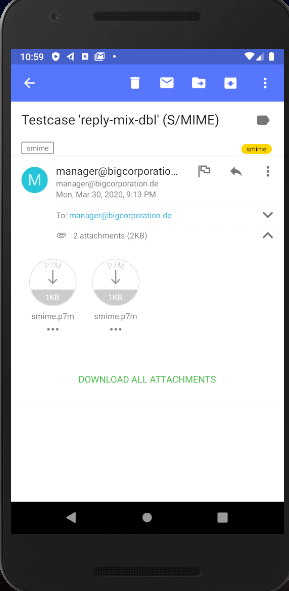 10:59
Testcase 'reply-mix-dbl' (S/MIME)
smime
smime
M
manager@bigcorporatio...
manager@bigcorporation.de
Mon, Mar 30, 2020, 9:13 PM
To: manager@bigcorporation.de
2 attachments (2KB)
P7M P7M
1KB 1KB
smime.p7m smime.p7m
DOWNLOAD ALL ATTACHMENTS